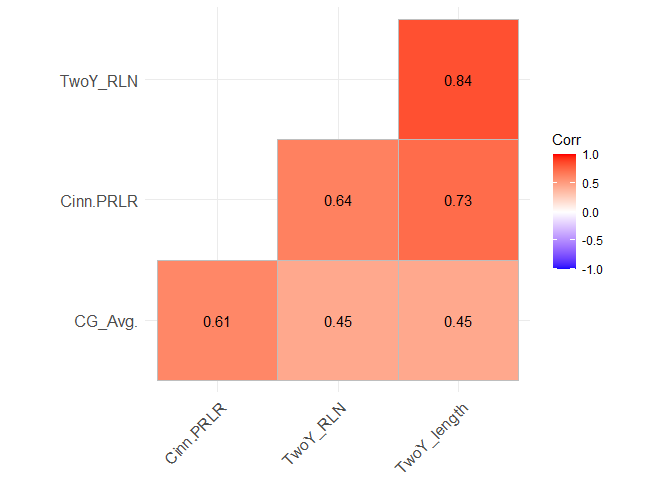 TwoY_RLN
0.84
Corr
1.0
0.5
0.0
-0.5
-1.0
Cinn.PRLR
0.64
0.73
CG_Avg.
0.61
0.45
0.45
Cinn.PRLR
TwoY_RLN
TwoY_length